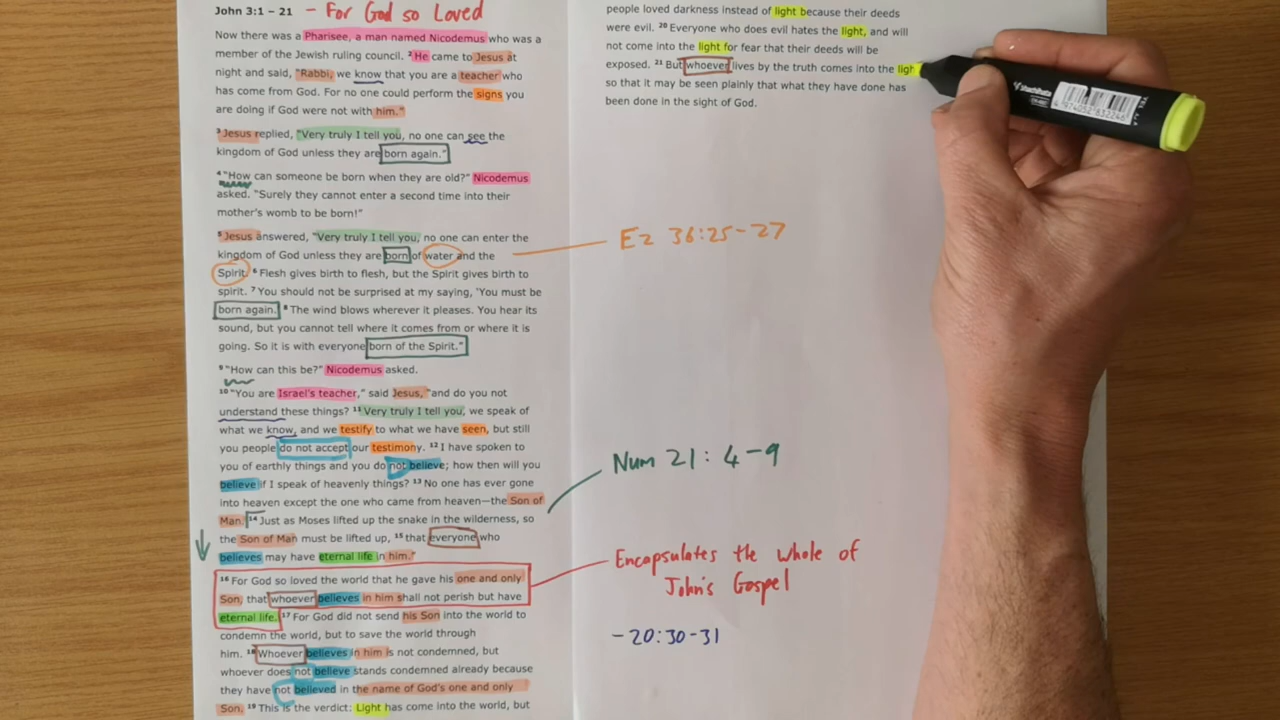 John 3:1 – 21 – For God so Loved
Now there was a Pharisee, a man named Nicodemus who was a
member of the Jewish ruling council. 2 He came to Jesus at
night and said, "Rabbi, we know that you are a teacher who
has come from God. For no one could perform the signs you
are doing if God were not with him."
3 Jesus replied, "Very truly I tell you, no one can see the
kingdom of God unless they are born again."
4 "How can someone be born when they are old?" Nicodemus
asked. "Surely they cannot enter a second time into their
mother's womb to be born!"
5 Jesus answered, "Very truly I tell you, no one can enter the
kingdom of God unless they are born of water and the
Spirit. 6 Flesh gives birth to flesh, but the Spirit gives birth to
spirit. 7 You should not be surprised at my saying, 'You must be
born again.' 8 The wind blows wherever it pleases. You hear its
sound, but you cannot tell where it comes from or where it is
going. So it is with everyone born of the Spirit."
9 "How can this be?" Nicodemus asked.
10 "You are Israel's teacher," said Jesus, "and do you not
understand these things? 11 Very truly I tell you, we speak of
what we know, and we testify to what we have seen, but still
you people do not accept our testimony. 12 I have spoken to
you of earthly things and you do not believe; how then will you
believe if I speak of heavenly things? 13 No one has ever gone
into heaven except the one who came from heaven—the Son of
Man. 14 Just as Moses lifted up the snake in the wilderness, so
the Son of Man must be lifted up, 15 that everyone who
believes may have eternal life in him."
16 For God so loved the world that he gave his one and only
Son, that whoever believes in him shall not perish but have
eternal life. 17 For God did not send his Son into the world to
condemn the world, but to save the world through
him. 18 Whoever believes in him is not condemned, but
whoever does not believe stands condemned already because
they have not believed in the name of God's one and only
Son. 19 This is the verdict: Light has come into the world, but
people loved darkness instead of light because their deeds
were evil. 20 Everyone who does evil hates the light, and will
not come into the light for fear that their deeds will be
exposed. 21 But whoever lives by the truth comes into the ligh
so that it may be seen plainly that what they have done has
been done in the sight of God.
Ez 36:25-27
Num 21: 4-9
Encapsulates the whole of
John's Gospel
-20:30-31
Shachihata
4 974052 832246